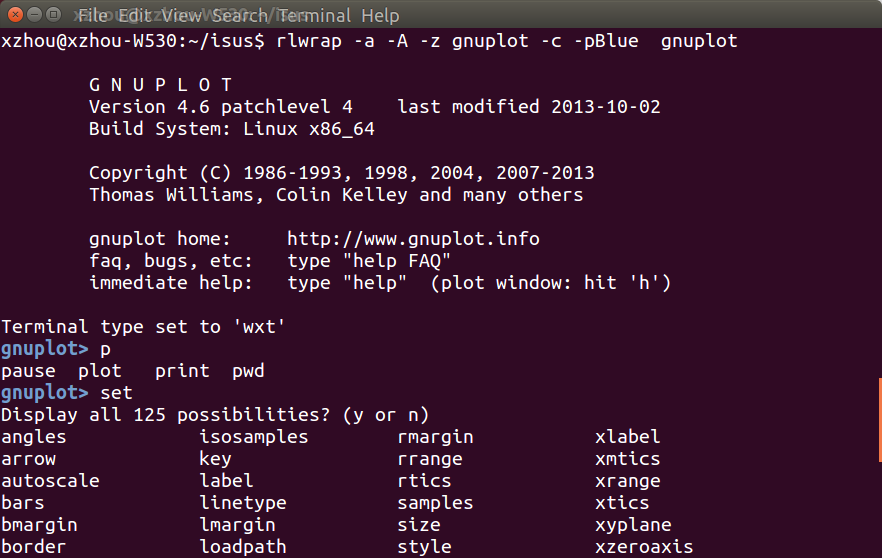 File Edit View Search Terminal Help
xzhou@xzhou-W530:~/isus$ rlwrap -a -A -z gnuplot -c -pBlue  gnuplot
G N U P L O T
Version 4.6 patchlevel 4    last modified 2013-10-02
Build System: Linux x86_64
Copyright (C) 1986-1993, 1998, 2004, 2007-2013
Thomas Williams, Colin Kelley and many others
gnuplot home:     http://www.gnuplot.info
faq, bugs, etc:   type "help FAQ"
immediate help:   type "help"  (plot window: hit 'h')
Terminal type set to 'wxt'
gnuplot> p
pause  plot   print  pwd
gnuplot> set
Display all 125 possibilities? (y or n)
angles            isosamples        rmargin           xlabel
arrow             key               rrange            xmtics
autoscale         label             rtics             xrange
bars              linetype          samples           xtics
bmargin           lmargin           size              xyplane
border            loadpath          style             xzeroaxis